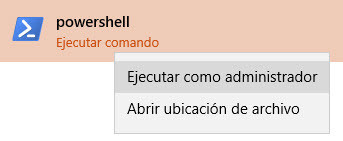 powershell
Ejecutar comando
Ejecutar como administrador
Abrir ubicación de archivo